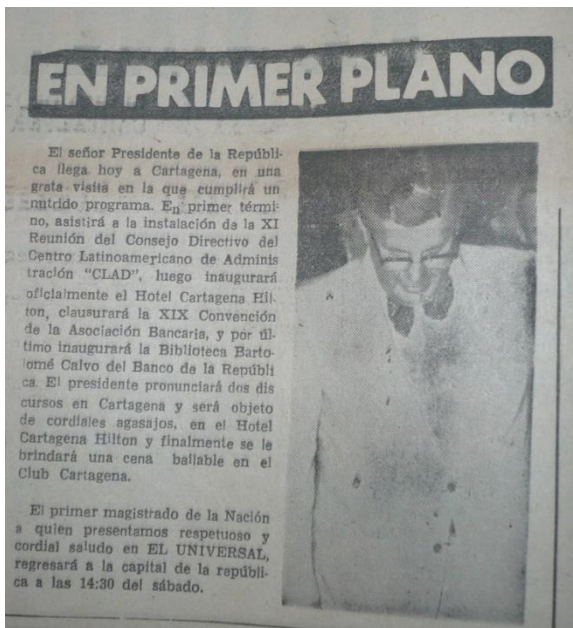 EN PRIMER PLANO
El señor Presidente de la Repúbli-
ca llega hoy a Cartagena, en una
grata visita en la que cumplirá un
nutrido programa. En primer térmi-
no, asistirá a la instalación de la XI
Reunión del Consejo Directivo del
Centro Latinoamericano de Adminis
tración "CLAD", luego inaugurará
oficialmente el Hotel Cartagena Hil-
ton, clausurará la XIX Convención
de la Asociación Bancaria, y por úl-
timo inaugurará la Biblioteca Barto-
lomé Calvo del Banco de la Repúbli
ca. El presidente pronunciará dos dis
cursos en Cartagena y será objeto
de cordiales agasajos, en el Hotel
Cartagena Hilton y finalmente se le
brindará una cena bailable en el
Club Cartagena.
El primer magistrado de la Nación
a quien presentamos respetuoso y
cordial saludo en EL UNIVERSAL,
regresará a la capital de la repúbli-
ca a las 14:30 del sábado.